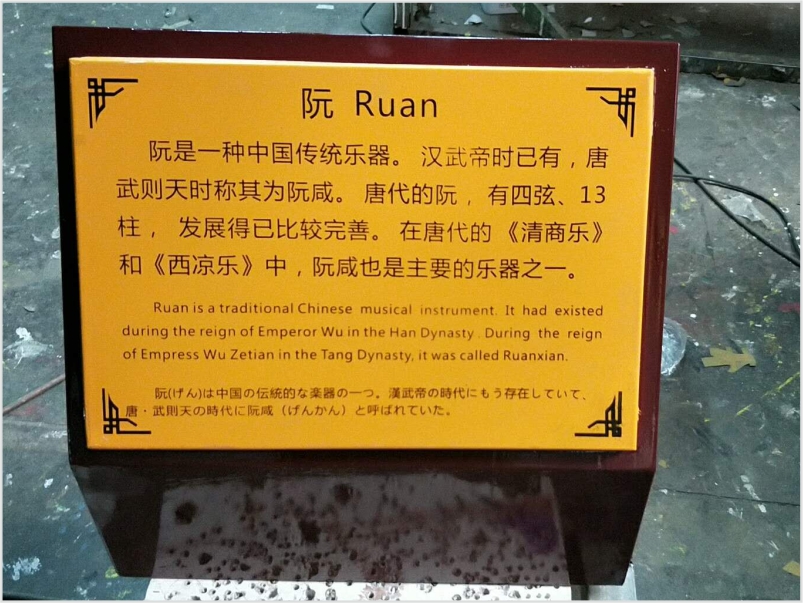 阮 Ruan
阮是一种中国传统乐器。汉武帝时已有，唐
武则天时称其为阮咸。唐代的阮，有四弦、13
柱，发展得已比较完善。在唐代的《清商乐》
和《西凉乐》中，阮咸也是主要的乐器之一。
Ruan is a traditional Chinese musical instrument. It had existed
during the reign of Emperor Wu in the Han Dynasty. During the reign
of Empress Wu Zetian in the Tang Dynasty, it was called Ruanxian.
阮(げん)は中国の伝統的な楽器の一つ。漢武帝の時代にもう存在していて、
唐・武則天の時代に阮咸（げんかん）と呼ばれていた。